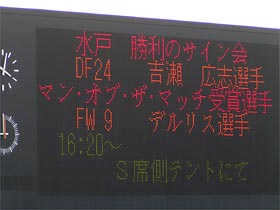 水戸 勝利のサイン会
DF24 吉瀬 広志選手
マン・オブ・ザ・マッチ受賞選手
FW 9 デルリス選手
16:20～
S席側テントにて